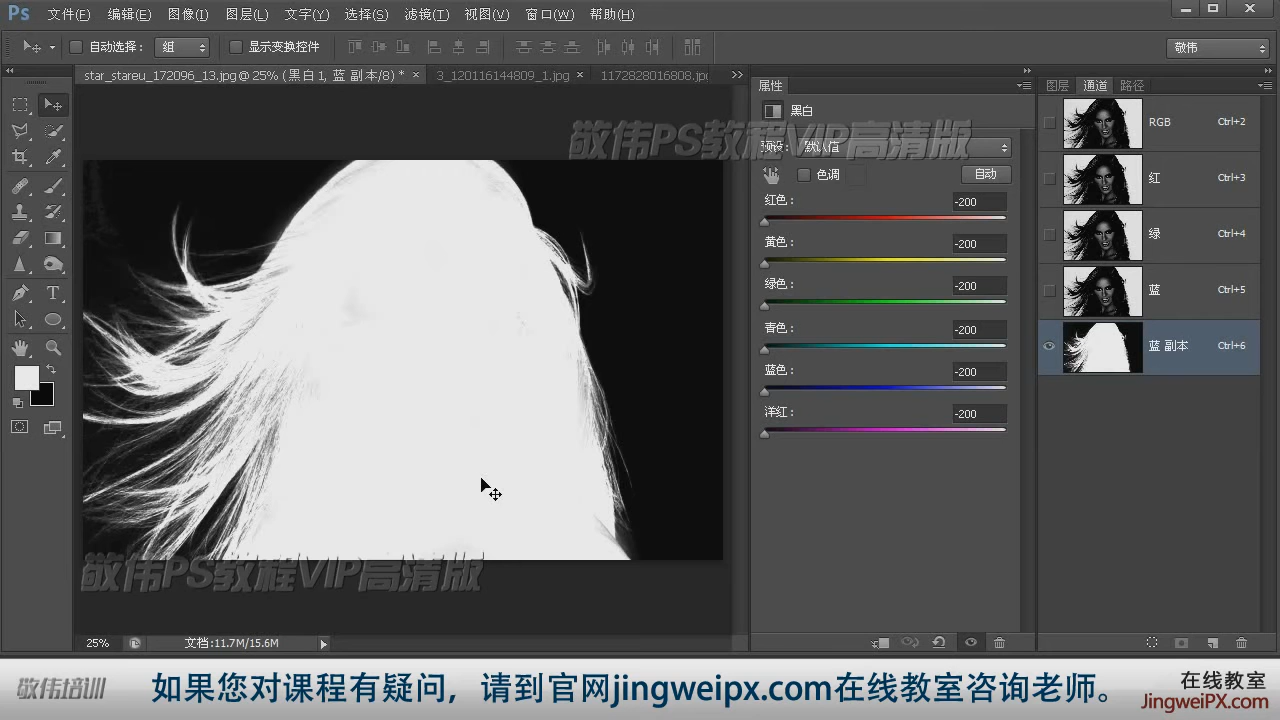 Ps 文件(F) 编辑(E) 图像(I) 图层(L) 文字(Y) 选择(S) 滤镜(T) 视图(V) 窗口(W) 帮助(H)
自动选择： 组 显示变换控件 敬伟
star_stareu_172096_13.jpg @ 25% (黑白 1, 蓝 副本/8) * × 3_120116144809_1.jpg × 1172828016808.jp
属性 图层 通道 路径
黑白
敬伟PS教程VIP高清版
预设： 默认值
色调 自动
红色： -200
黄色： -200
绿色： -200
青色： -200
蓝色： -200
洋红： -200
RGB Ctrl+2
红 Ctrl+3
绿 Ctrl+4
蓝 Ctrl+5
蓝 副本 Ctrl+6
敬伟PS教程VIP高清版
25% 文档:11.7M/15.6M
敬伟培训 如果您对课程有疑问，请到官网jingweipx.com在线教室咨询老师。
在线教室
JingweiPX.COM